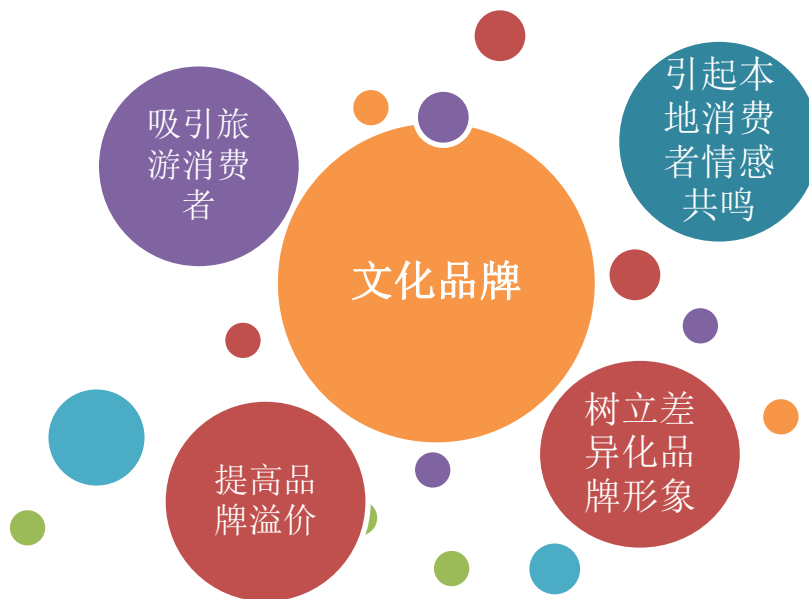 吸引旅
游消费
者
引起本
地消费
者情感
共鸣
文化品牌
提高品
牌溢价
树立差
异化品
牌形象